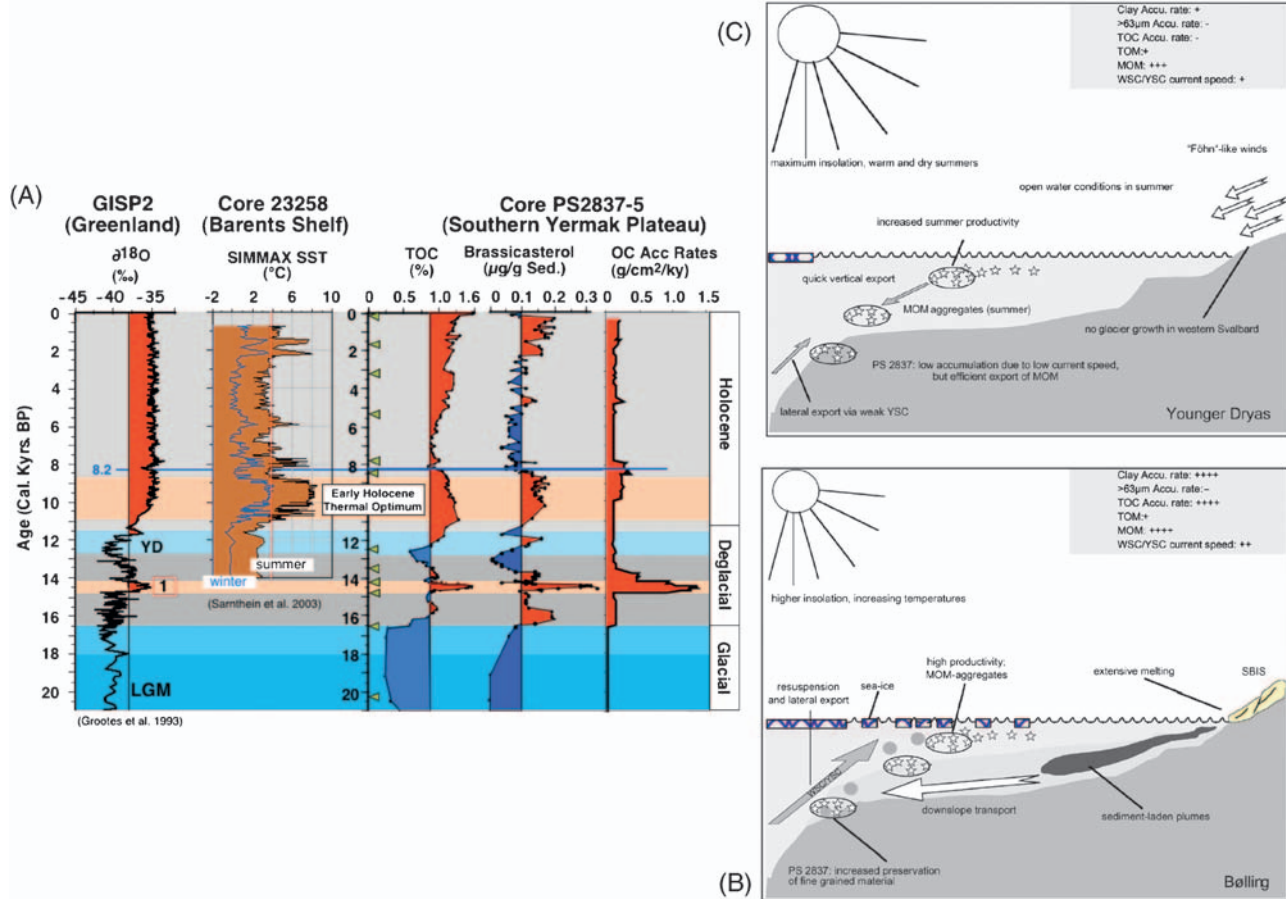 (A)
GISP2
(Greenland)
∂18O
(‰)
-45 -40 -35
Core 23258
(Barents Shelf)
SIMMAX SST
(°C)
-2 2 6 10
Core PS2837-5
(Southern Yermak Plateau)
TOC
(%)
0 0.5 1.0 1.5
Brassicasterol
(µg/g Sed.)
0 0.1 0.3
OC Acc Rates
(g/cm²/ky)
0 0.5 1.0 1.5
Age (Cal. Kyrs. BP)
0
2
4
6
8
10
12
14
16
18
20
8.2
YD
1
LGM
(Grootes et al. 1993)
winter
summer
(Sarnthein et al. 2003)
Early Holocene
Thermal Optimum
0
2
4
6
8
10
12
14
16
18
20
Holocene
Deglacial
Glacial
(C)
Clay Accu. rate: +
>63µm Accu. rate: -
TOC Accu. rate: -
TOM:+
MOM: +++
WSC/YSC current speed: +
maximum insolation, warm and dry summers
"Föhn"-like winds
open water conditions in summer
increased summer productivity
quick vertical export
MOM aggregates (summer)
no glacier growth in western Svalbard
PS 2837: low accumulation due to low current speed,
but efficient export of MOM
lateral export via weak YSC
Younger Dryas
Clay Accu. rate: ++++
>63µm Accu. rate:–
TOC Accu. rate: ++++
TOM:+
MOM: ++++
WSC/YSC current speed: ++
higher insolation, increasing temperatures
high productivity;
MOM-aggregates
extensive melting
SBIS
resuspension
and lateral export
sea-ice
WSC/YSC
downslope transport
sediment-laden plumes
PS 2837: increased preservation
of fine grained material
(B)
Bølling